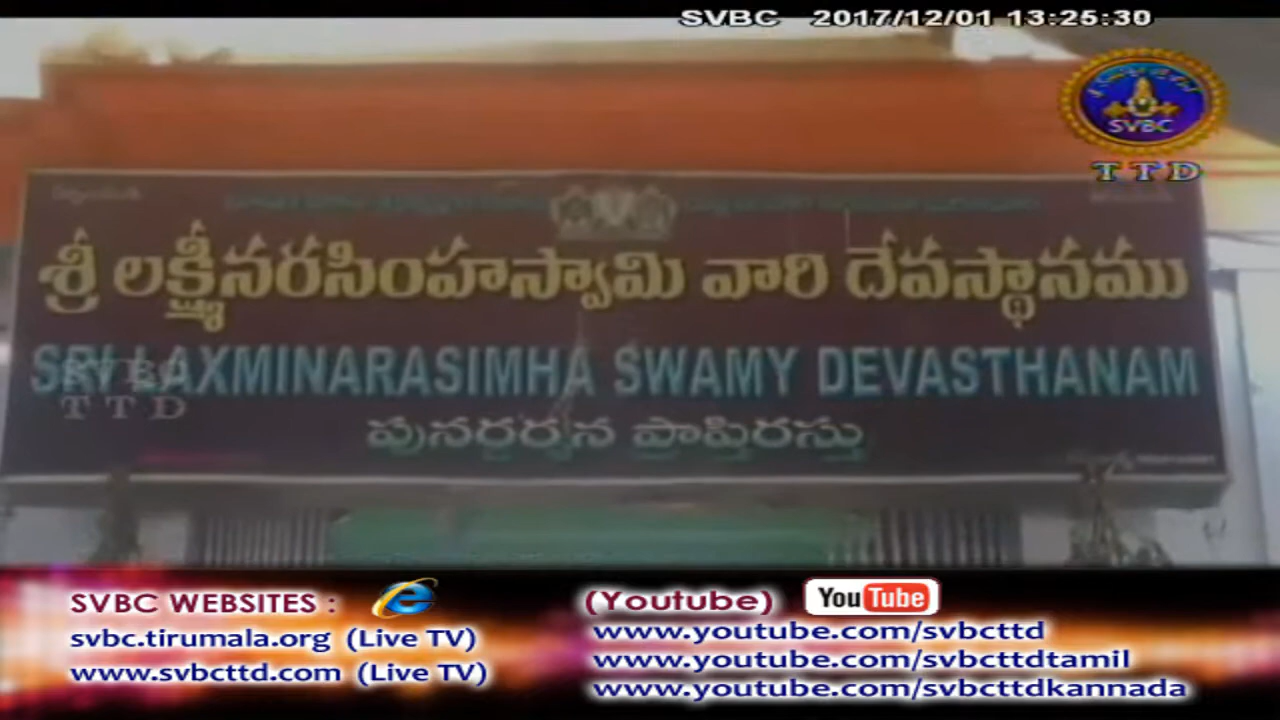 SVBC 2017/12/01 13:25:30
SVBC
TTD
శ్రీ లక్ష్మీనరసింహస్వామి వారి దేవస్థానము
SRI LAXMINARASIMHA SWAMY DEVASTHANAM
TTD
పునర్దర్శన ప్రాప్తిరస్తు
SVBC WEBSITES :
svbc.tirumala.org (Live TV)
www.svbcttd.com (Live TV)
(Youtube) YouTube
www.youtube.com/svbcttd
www.youtube.com/svbcttdtamil
www.youtube.com/svbcttdkannada